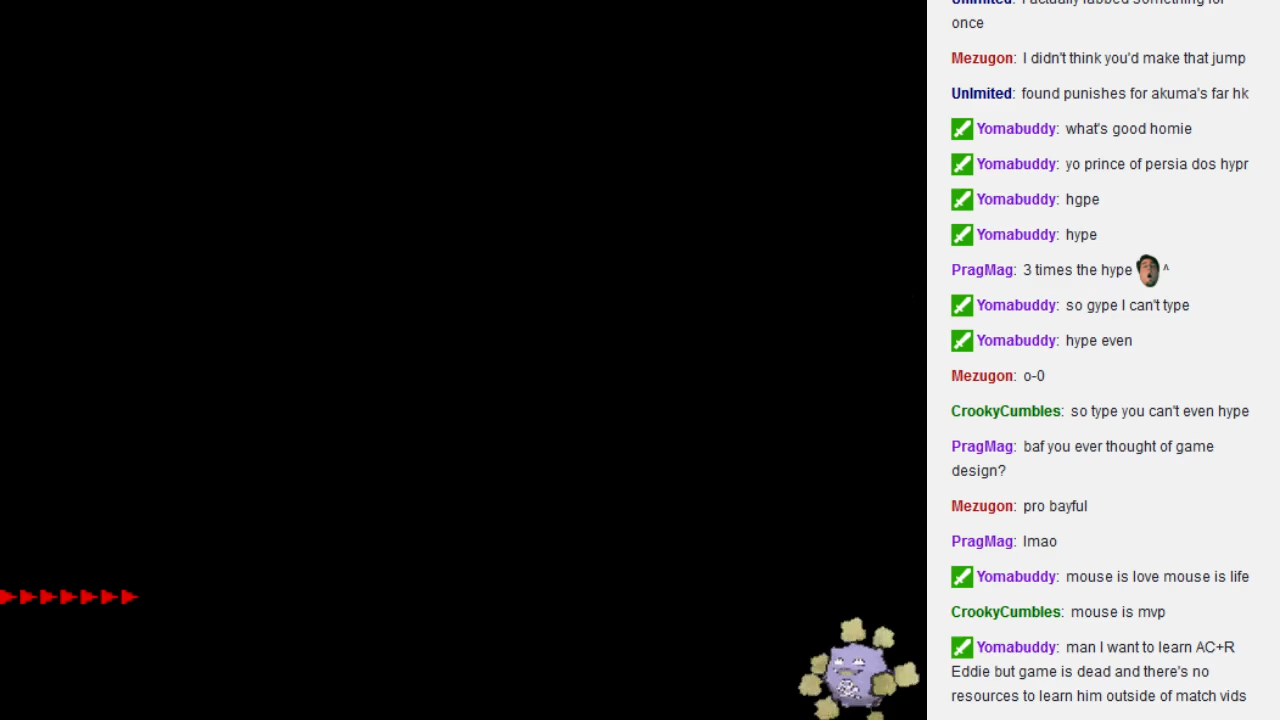 Unlmited: I actually labbed something for
once
Mezugon: I didn't think you'd make that jump
Unlmited: found punishes for akuma's far hk
Yomabuddy: what's good homie
Yomabuddy: yo prince of persia dos hypr
Yomabuddy: hgpe
Yomabuddy: hype
PragMag: 3 times the hype ^
Yomabuddy: so gype I can't type
Yomabuddy: hype even
Mezugon: o-0
CrookyCumbles: so type you can't even hype
PragMag: baf you ever thought of game
design?
Mezugon: pro bayful
PragMag: lmao
Yomabuddy: mouse is love mouse is life
CrookyCumbles: mouse is mvp
Yomabuddy: man I want to learn AC+R
Eddie but game is dead and there's no
resources to learn him outside of match vids